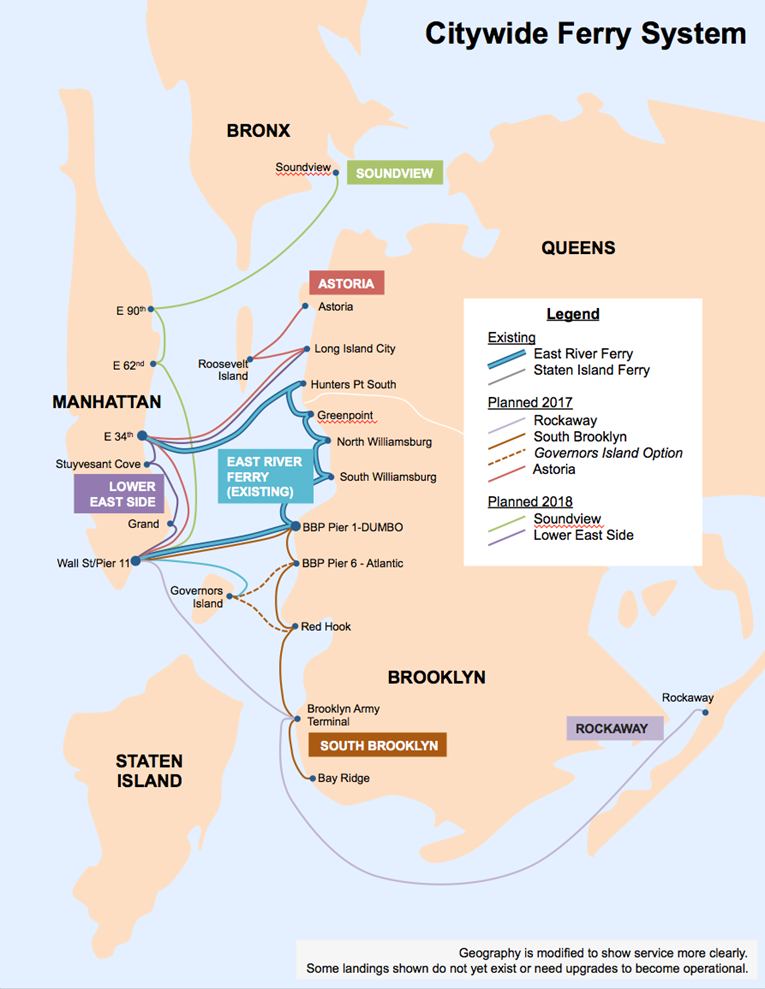 Citywide Ferry System
BRONX
Soundview
SOUNDVIEW
QUEENS
ASTORIA
Astoria
E 90th
Long Island City
Roosevelt
Island
E 62nd
Hunters Pt South
MANHATTAN
Greenpoint
E 34th
North Williamsburg
Stuyvesant Cove
EAST RIVER
FERRY
(EXISTING)
South Williamsburg
LOWER
EAST SIDE
Grand
BBP Pier 1-DUMBO
Wall St/Pier 11
BBP Pier 6 - Atlantic
Governors
Island
Red Hook
BROOKLYN
Brooklyn Army
Terminal
Rockaway
ROCKAWAY
SOUTH BROOKLYN
STATEN
ISLAND
Bay Ridge
Legend
Existing
East River Ferry
Staten Island Ferry
Planned 2017
Rockaway
South Brooklyn
Governors Island Option
Astoria
Planned 2018
Soundview
Lower East Side
Geography is modified to show service more clearly.
Some landings shown do not yet exist or need upgrades to become operational.